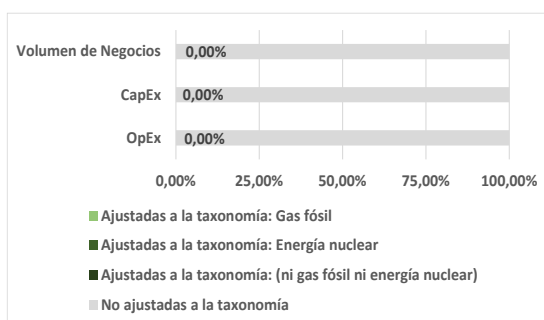 Volumen de Negocios
0,00%
CapEx
0,00%
OpEx
0,00%
0,00% 25,00% 50,00% 75,00% 100,00%
Ajustadas a la taxonomía: Gas fósil
Ajustadas a la taxonomía: Energía nuclear
Ajustadas a la taxonomía: (ni gas fósil ni energía nuclear)
No ajustadas a la taxonomía